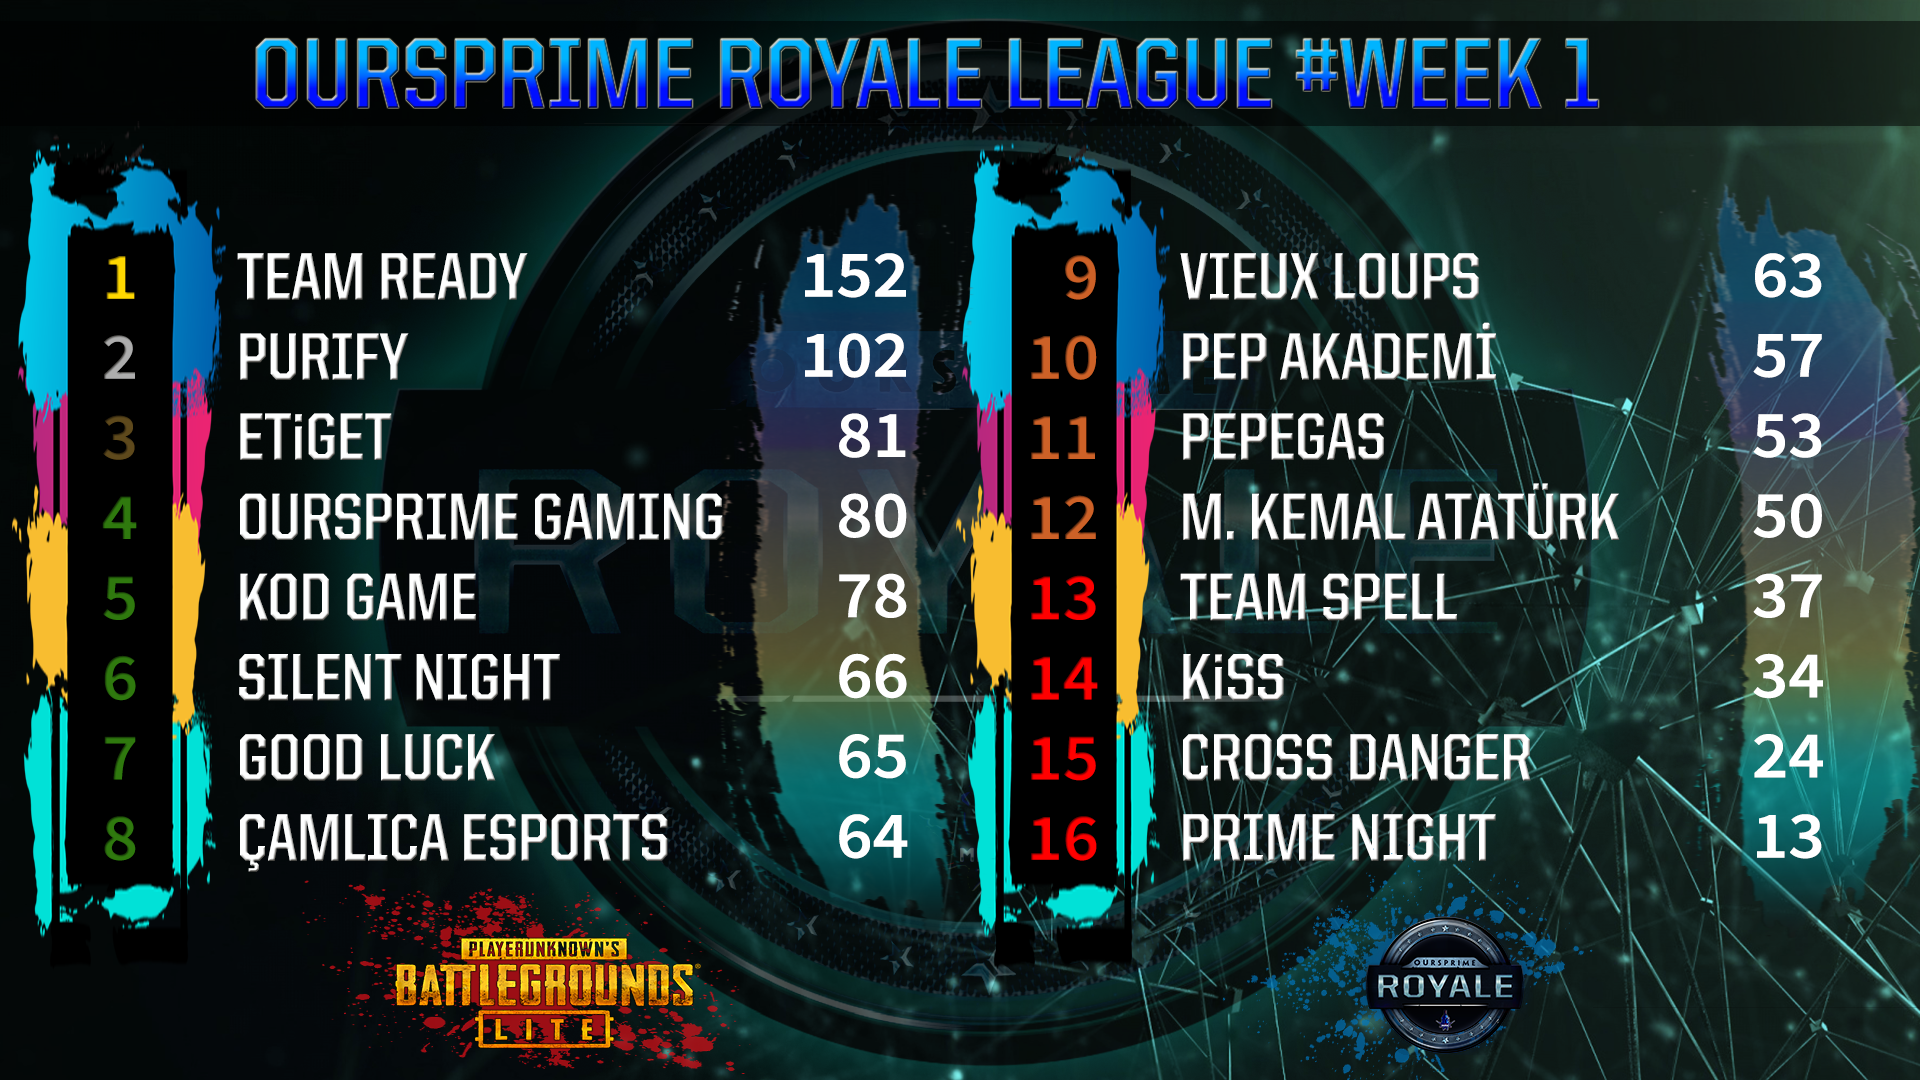 OURSPRIME ROYALE LEAGUE #WEEK 1
1 TEAM READY 152
2 PURIFY 102
3 ETiGET 81
4 OURSPRIME GAMING 80
5 KOD GAME 78
6 SILENT NIGHT 66
7 GOOD LUCK 65
8 ÇAMLICA ESPORTS 64
9 VIEUX LOUPS 63
10 PEP AKADEMİ 57
11 PEPEGAS 53
12 M. KEMAL ATATÜRK 50
13 TEAM SPELL 37
14 KiSS 34
15 CROSS DANGER 24
16 PRIME NIGHT 13
PLAYERUNKNOWN'S
BATTLEGROUNDS
LITE
OURSPRIME
ROYALE